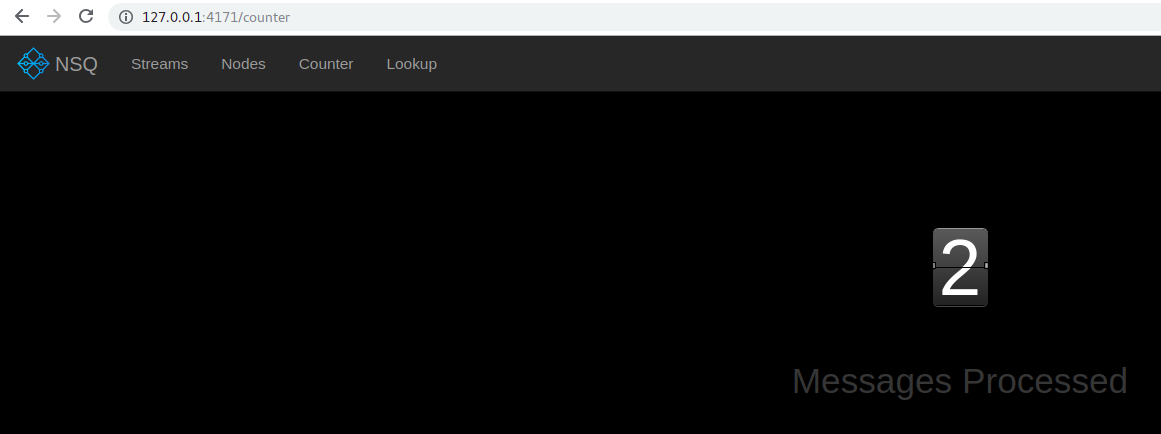 127.0.0.1:4171/counter
NSQ Streams Nodes Counter Lookup
2
Messages Processed